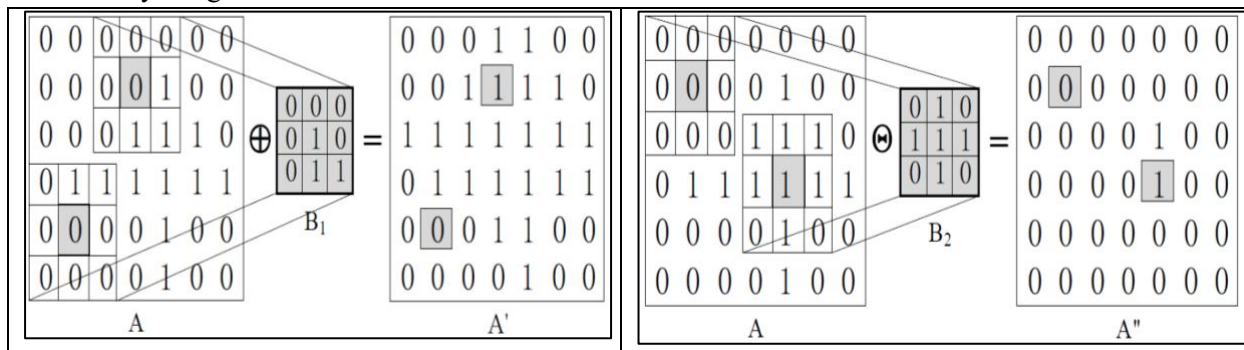 0 0 0 0 0 0 0
0 0 0 0 1 0 0
0 0 0 1 1 1 0
0 1 1 1 1 1 1
0 0 0 0 1 0 0
0 0 0 0 1 0 0
A
⊕
0 0 0
0 1 0
0 1 1
B₁
=
0 0 0 1 1 0 0
0 0 1 1 1 1 0
1 1 1 1 1 1 1
0 1 1 1 1 1 1
0 0 0 1 1 0 0
0 0 0 0 1 0 0
A'
0 0 0 0 0 0 0
0 0 0 0 1 0 0
0 0 0 1 1 1 0
0 1 1 1 1 1 1
0 0 0 0 1 0 0
0 0 0 0 1 0 0
A
Θ
0 1 0
1 1 1
0 1 0
B₂
=
0 0 0 0 0 0 0
0 0 0 0 0 0 0
0 0 0 0 1 0 0
0 0 0 0 1 0 0
0 0 0 0 0 0 0
0 0 0 0 0 0 0
A"